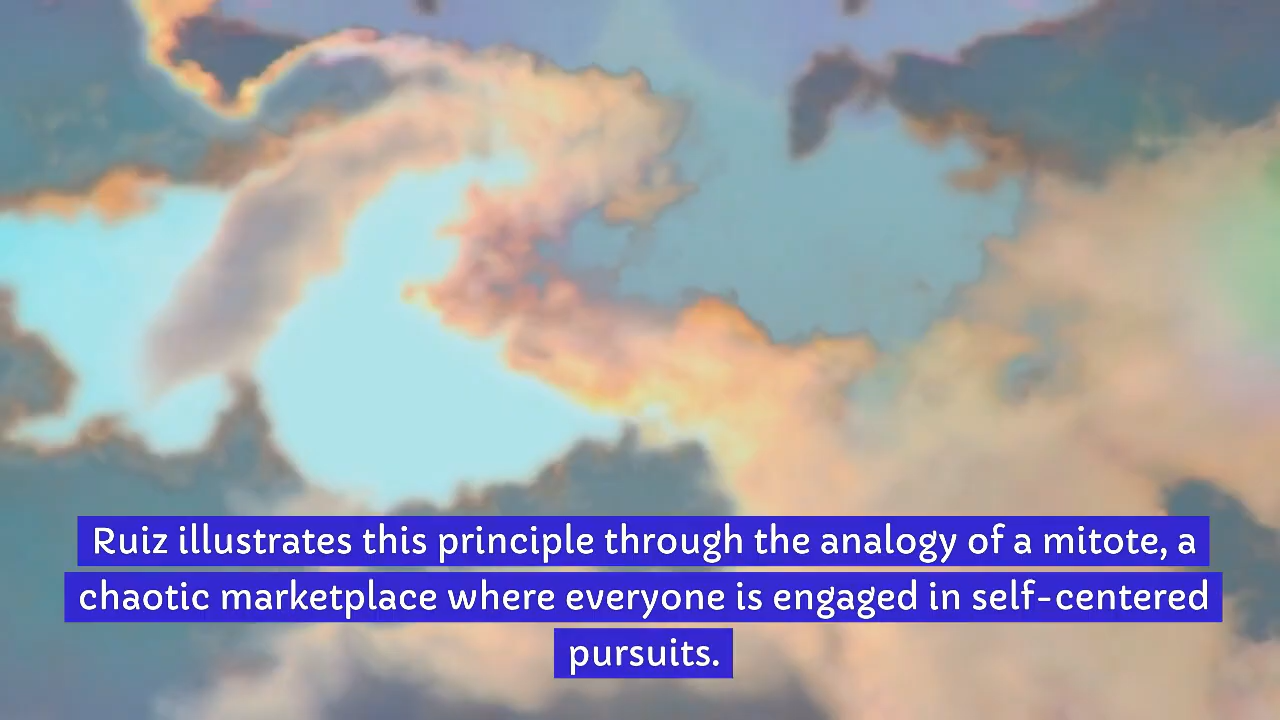 Ruiz illustrates this principle through the analogy of a mitote, a
chaotic marketplace where everyone is engaged in self-centered
pursuits.